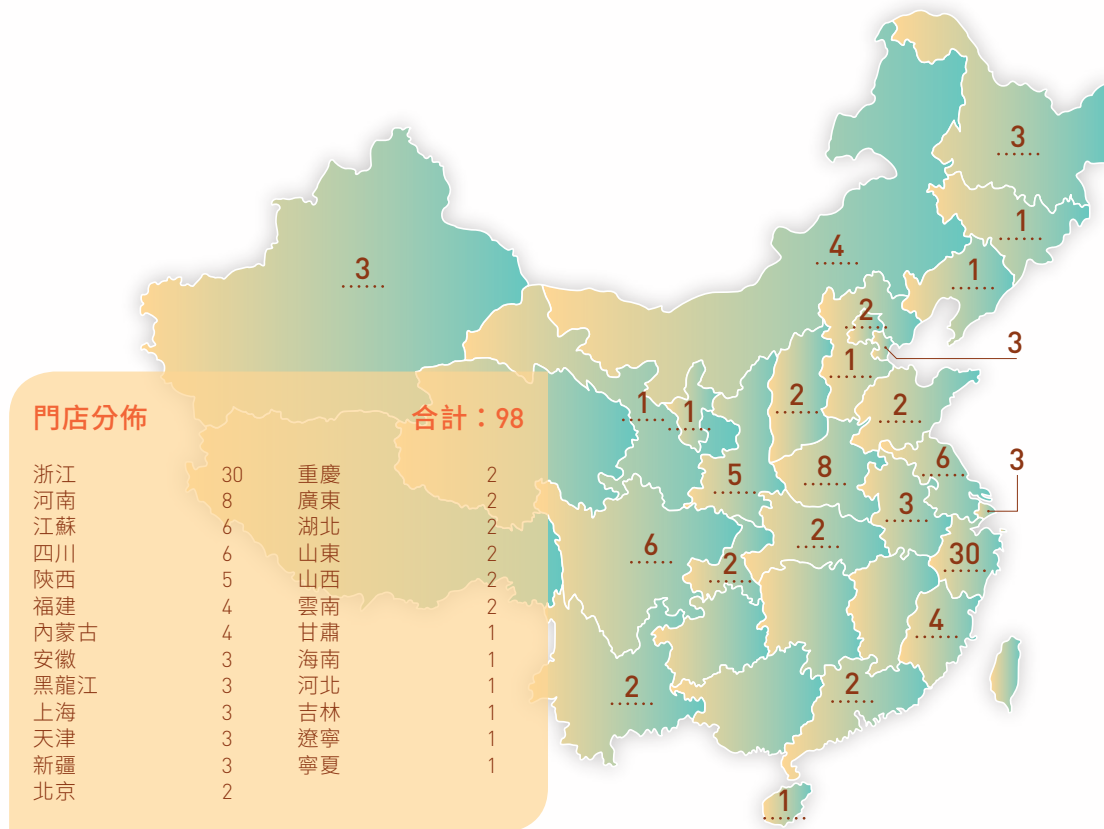 3
3
1
4
1
2
3
1
1
1
2
2
門店分佈 合計：98
6
3
浙江 30 重慶 2
5
8
河南 8 廣東 2
3
江蘇 6 湖北 2
2
四川 6 山東 2
6
30
陝西 5 山西 2
2
福建 4 雲南 2
4
內蒙古 4 甘肅 1
安徽 3 海南 1
黑龍江 3 河北 1
2
2
上海 3 吉林 1
天津 3 遼寧 1
新疆 3 寧夏 1
北京 2
1